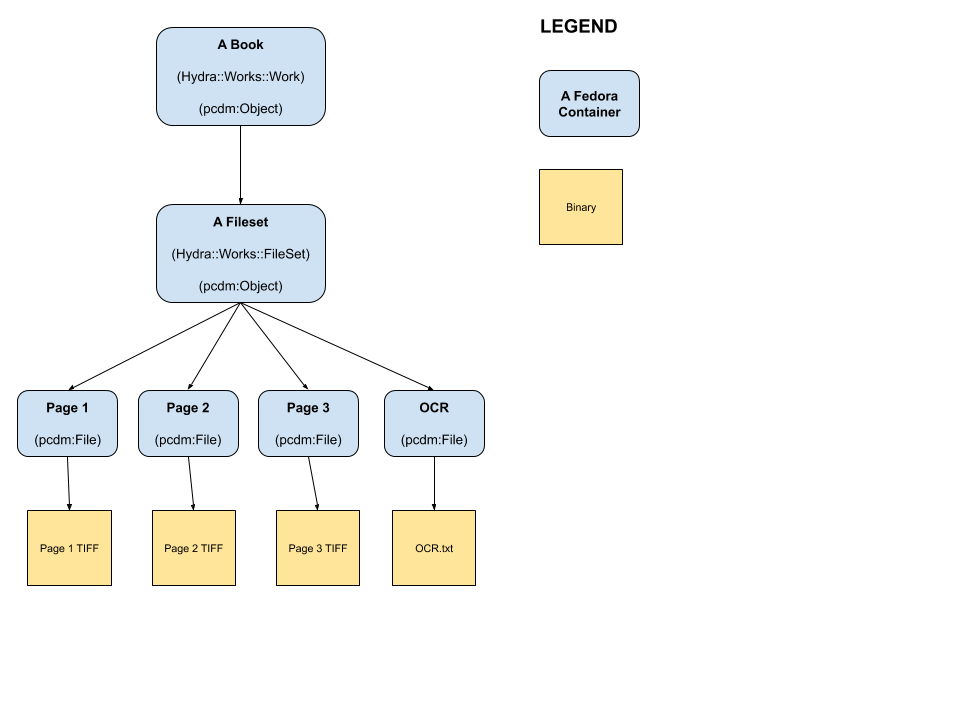 LEGEND
A Book
(Hydra::Works::Work)
(pcdm:Object)
A Fedora
Container
Binary
A Fileset
(Hydra::Works::FileSet)
(pcdm:Object)
Page 1
(pcdm:File)
Page 2
(pcdm:File)
Page 3
(pcdm:File)
OCR
(pcdm:File)
Page 1 TIFF
Page 2 TIFF
Page 3 TIFF
OCR.txt